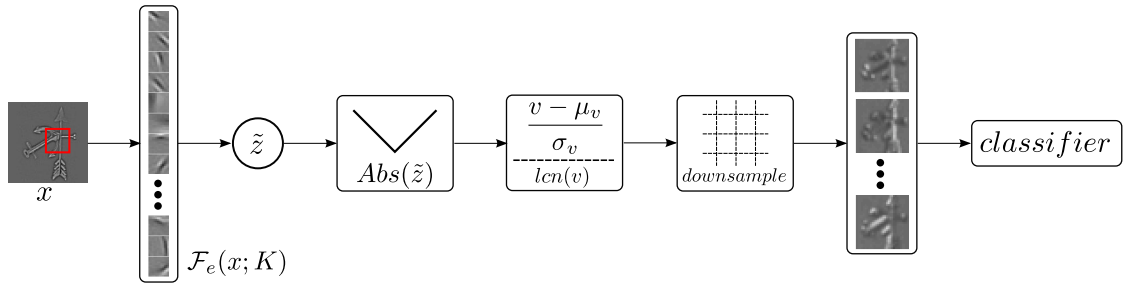 x
𝓕ₑ(x; K)
z̃
Abs(z̃)
v − μᵥ
σᵥ
lcn(v)
downsample
classifier